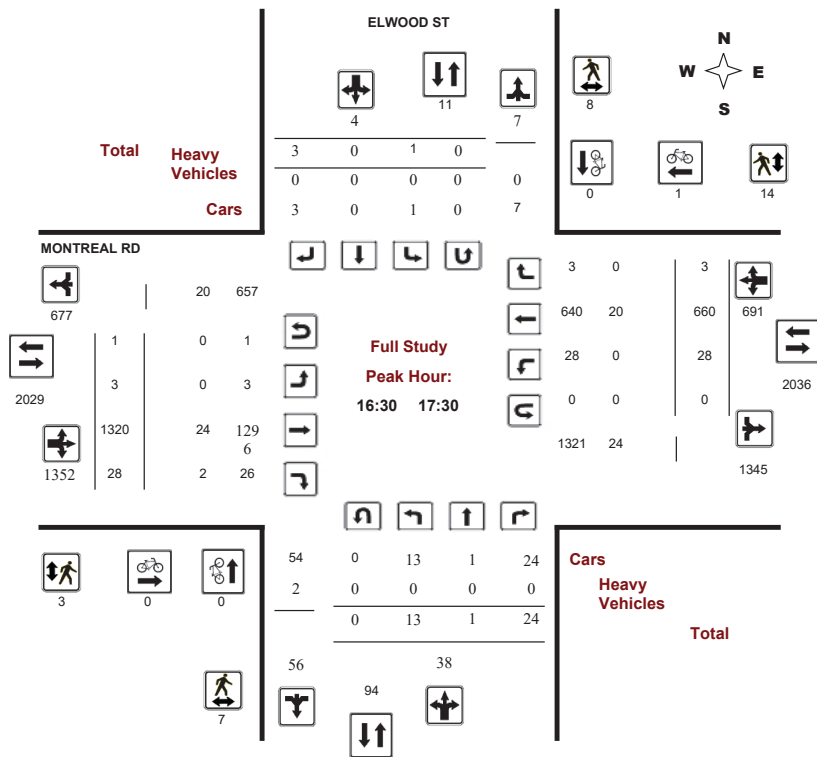 ELWOOD ST
N
W E
S
4
11
7
8
Total Heavy Vehicles
3 0 1 0
0 0 0 0 0
Cars 3 0 1 0 7
0 1 14
MONTREAL RD
677
20 657
3 0 3
640 20 660 691
28 0 28
0 0 0
1321 24
2036
1345
1 0 1
3 0 3
2029
1320 24 129
6
1352 28 2 26
Full Study
Peak Hour:
16:30 17:30
54 0 13 1 24 Cars
2 0 0 0 0 Heavy
Vehicles
0 13 1 24
Total
3 0 0
56 38
94
7